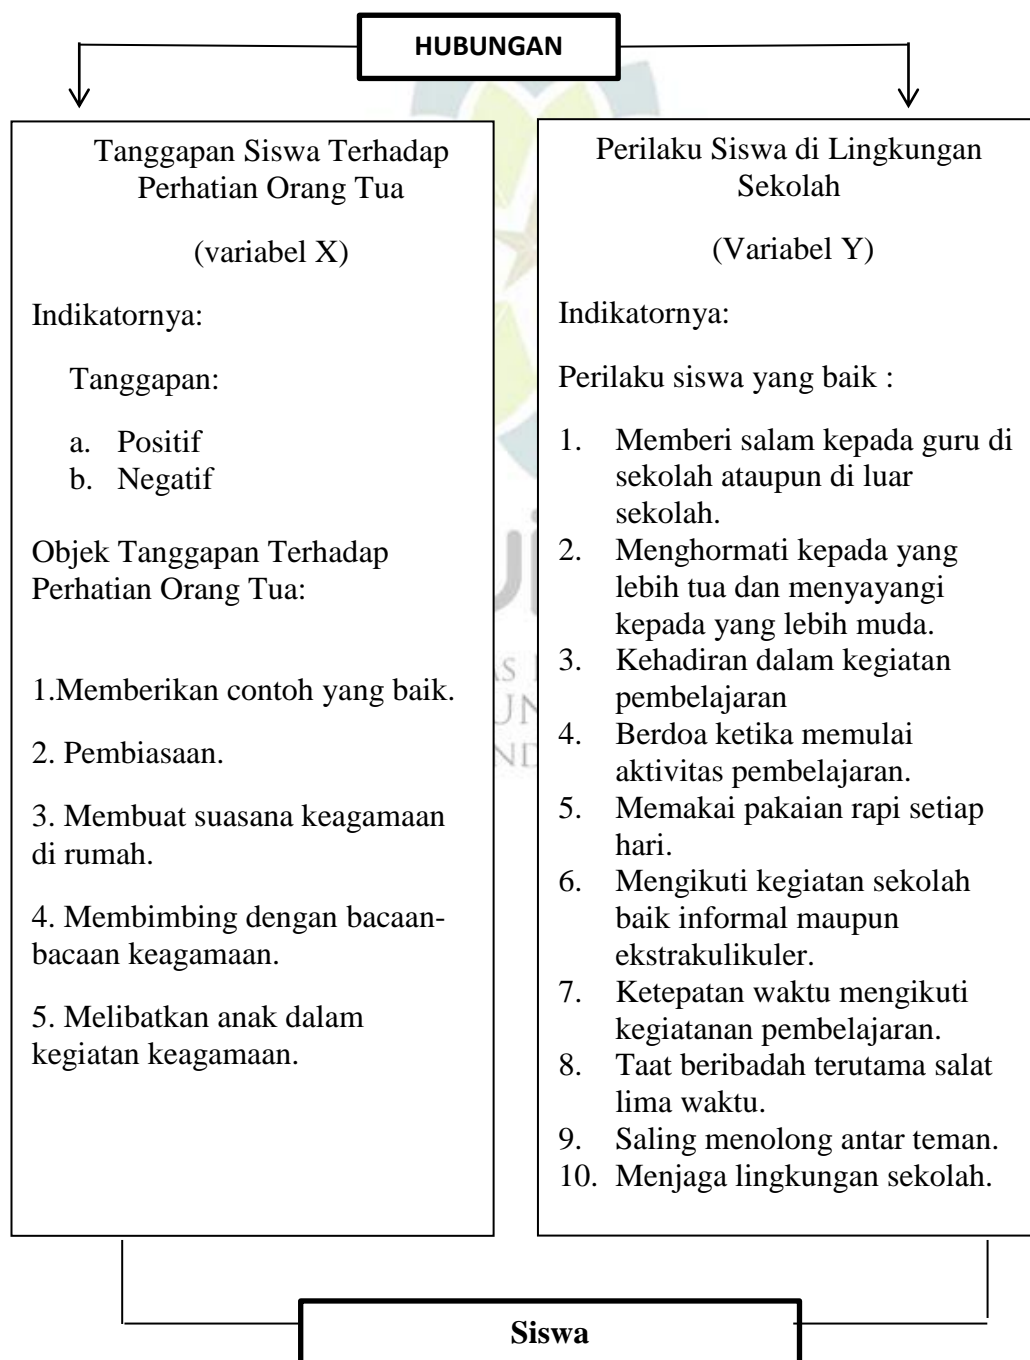 HUBUNGAN
Tanggapan Siswa Terhadap
Perhatian Orang Tua
(variabel X)
Indikatornya:
Tanggapan:
a. Positif
b. Negatif
Objek Tanggapan Terhadap
Perhatian Orang Tua:
1.Memberikan contoh yang baik.
2. Pembiasaan.
3. Membuat suasana keagamaan
di rumah.
4. Membimbing dengan bacaan-
bacaan keagamaan.
5. Melibatkan anak dalam
kegiatan keagamaan.
Perilaku Siswa di Lingkungan
Sekolah
(Variabel Y)
Indikatornya:
Perilaku siswa yang baik :
1. Memberi salam kepada guru di
sekolah ataupun di luar
sekolah.
2. Menghormati kepada yang
lebih tua dan menyayangi
kepada yang lebih muda.
3. Kehadiran dalam kegiatan
pembelajaran
4. Berdoa ketika memulai
aktivitas pembelajaran.
5. Memakai pakaian rapi setiap
hari.
6. Mengikuti kegiatan sekolah
baik informal maupun
ekstrakulikuler.
7. Ketepatan waktu mengikuti
kegiatanan pembelajaran.
8. Taat beribadah terutama salat
lima waktu.
9. Saling menolong antar teman.
10. Menjaga lingkungan sekolah.
Siswa